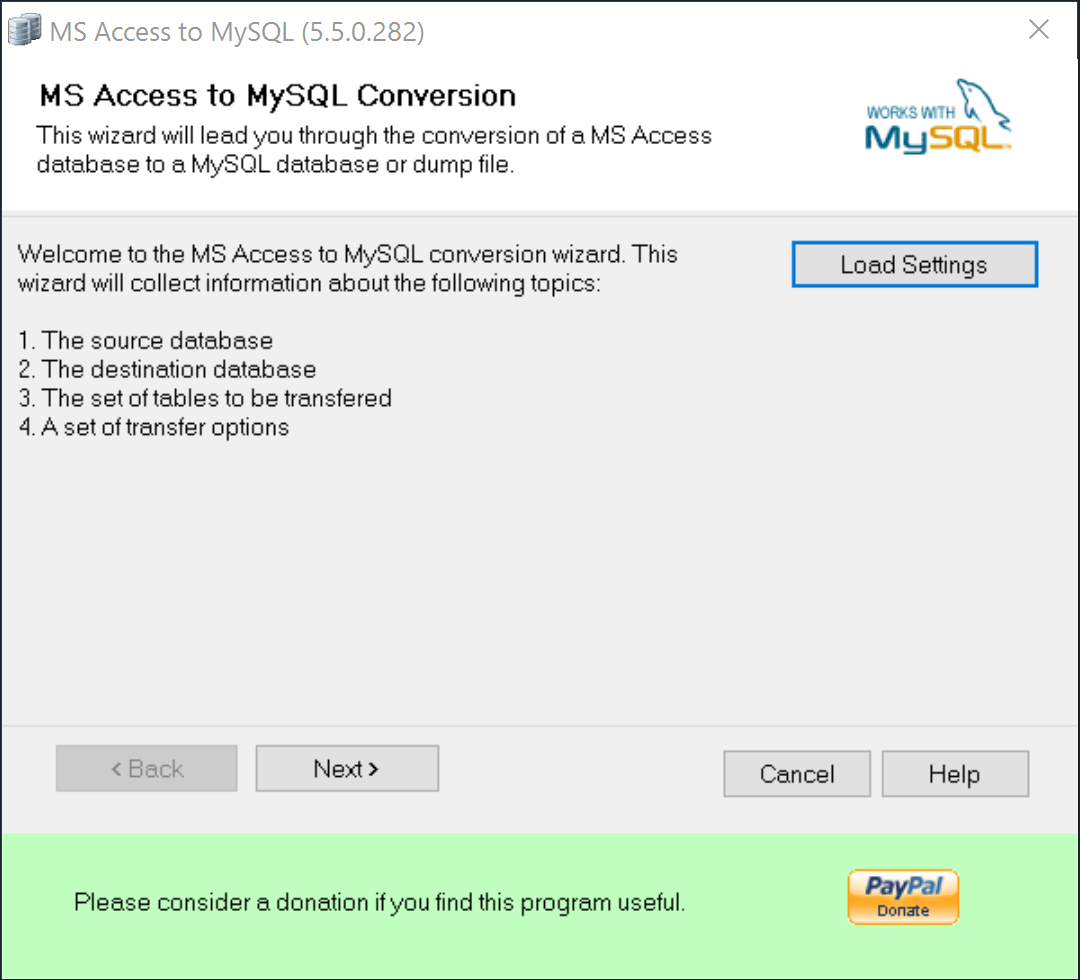 MS Access to MySQL (5.5.0.282)
MS Access to MySQL Conversion
This wizard will lead you through the conversion of a MS Access
database to a MySQL database or dump file.
WORKS WITH
MySQL™
Welcome to the MS Access to MySQL conversion wizard. This
wizard will collect information about the following topics:
Load Settings
1. The source database
2. The destination database
3. The set of tables to be transfered
4. A set of transfer options
< Back
Next >
Cancel
Help
Please consider a donation if you find this program useful.
PayPal
Donate